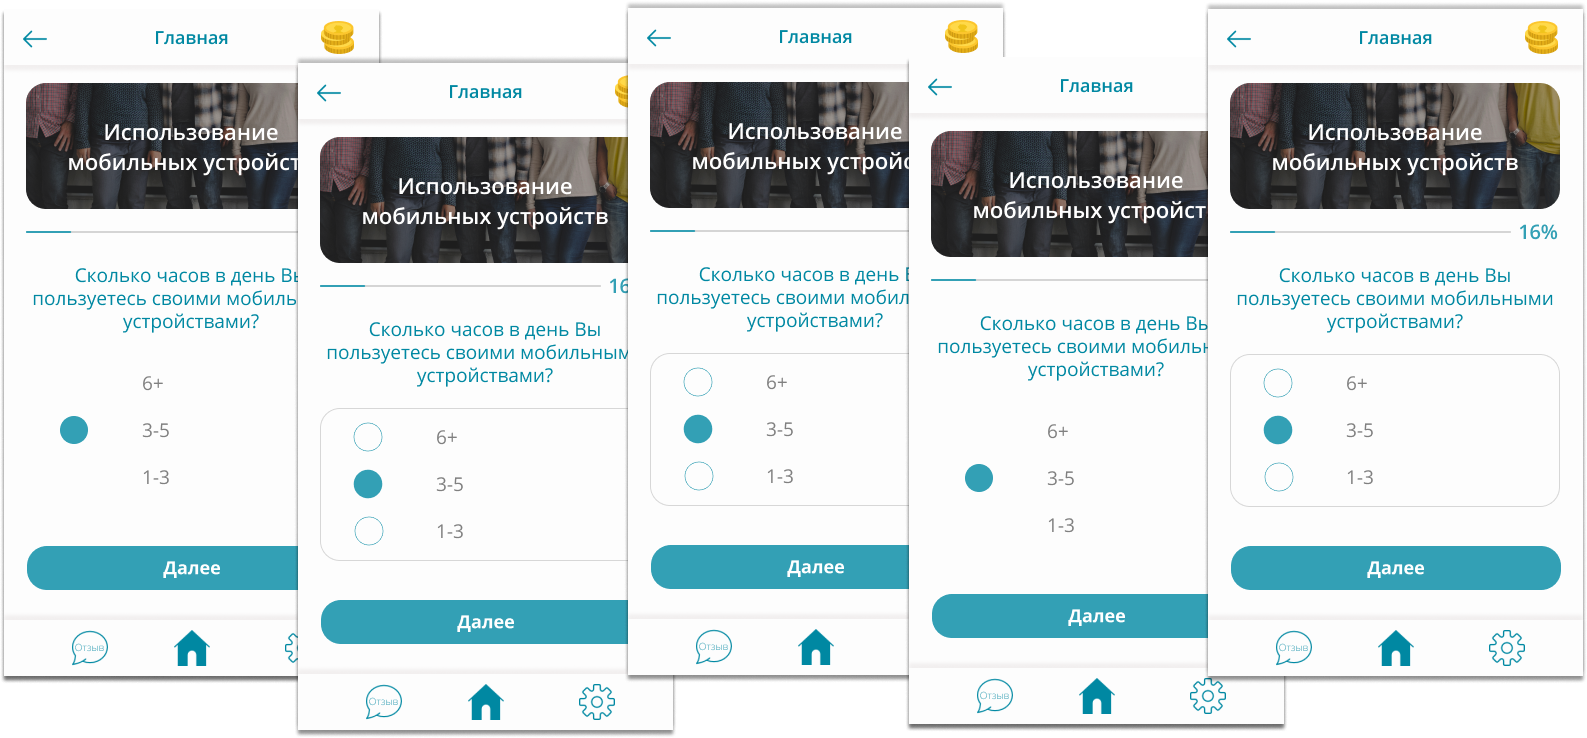 Главная
Использование
мобильных устройст
Сколько часов в день Вы
пользуетесь своими мобиль
устройствами?
6+
3-5
1-3
Далее
Отзыв
Главная
Использование
мобильных устройств
16
Сколько часов в день Вы
пользуетесь своими мобильным
устройствами?
6+
3-5
1-3
Далее
Отзыв
Главная
Использование
мобильных устройс
Сколько часов в день
пользуетесь своими мобил
устройствами?
6+
3-5
1-3
Далее
Отзыв
Главная
Использование
мобильных устройст
Сколько часов в день Вы
пользуетесь своими мобильн
устройствами?
6+
3-5
1-3
Далее
Отзыв
Главная
Использование
мобильных устройств
16%
Сколько часов в день Вы
пользуетесь своими мобильными
устройствами?
6+
3-5
1-3
Далее
Отзыв